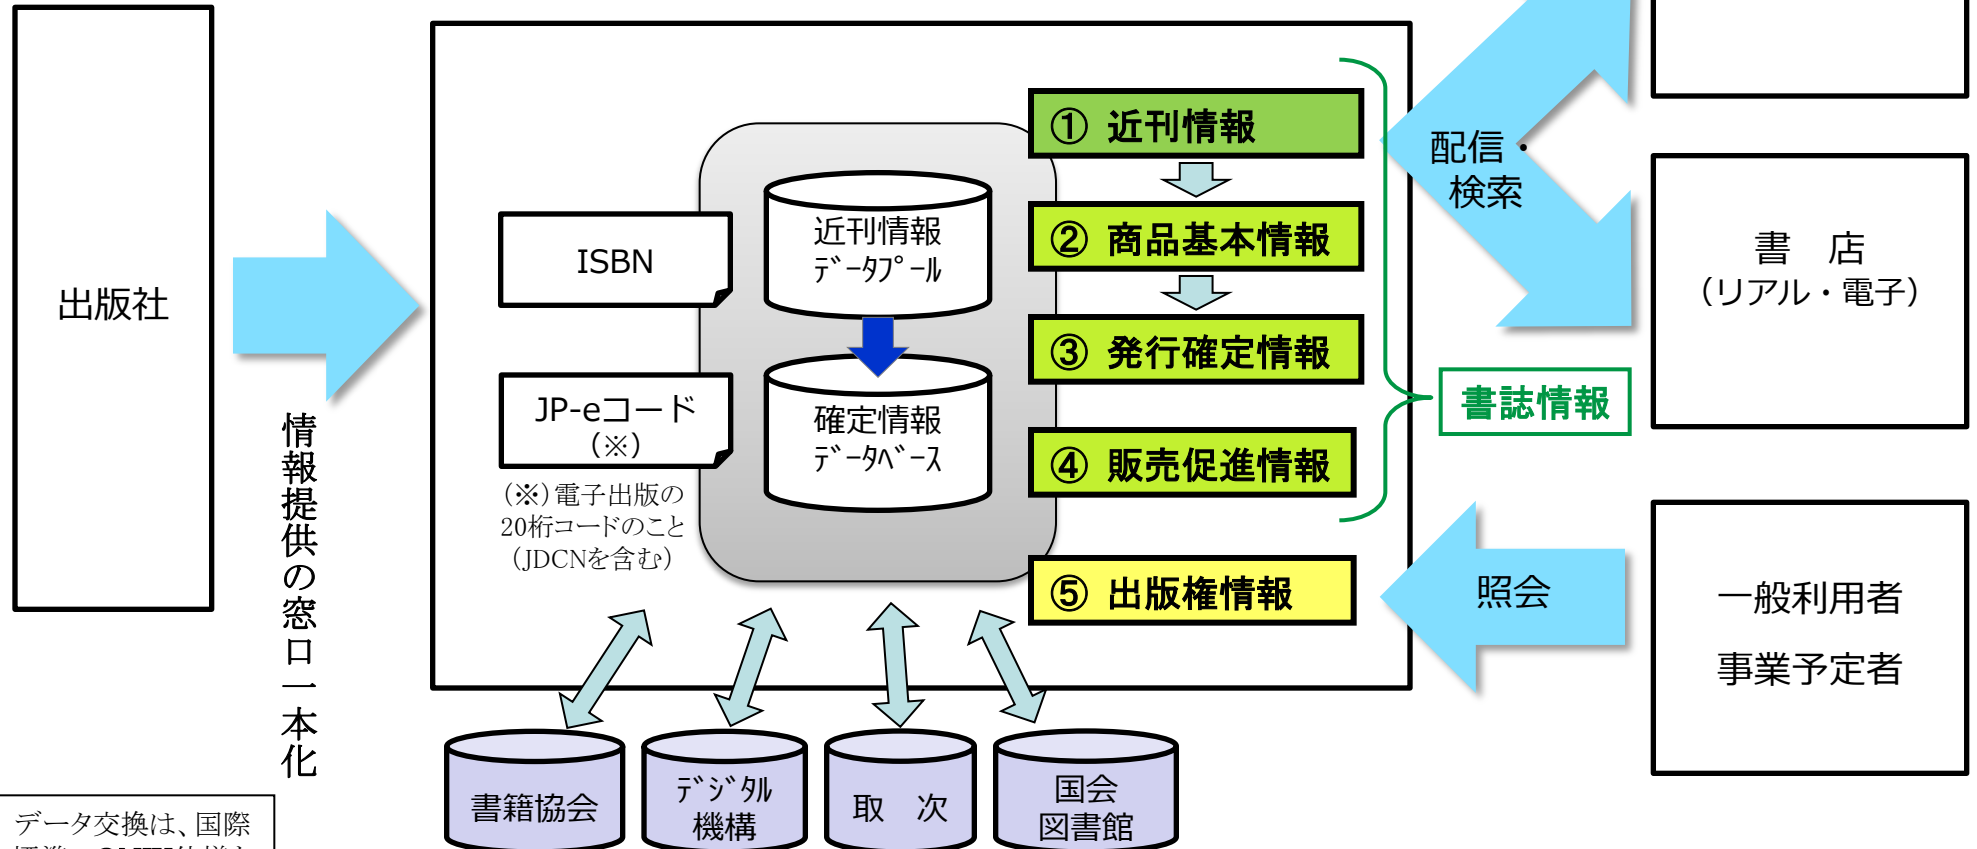 出版社
情報提供の窓口一本化
データ交換は、国際
ISBN
JP-eコード
（※）
（※）電子出版の
20桁コードのこと
（JDCNを含む）
近刊情報
ﾃﾞｰﾀﾌﾟｰﾙ
確定情報
ﾃﾞｰﾀﾍﾞｰｽ
① 近刊情報
② 商品基本情報
③ 発行確定情報
④ 販売促進情報
⑤ 出版権情報
書誌情報
配信・
検索
照会
書　店
（リアル・電子）
一般利用者
事業予定者
書籍協会
ﾃﾞｼﾞﾀﾙ
機構
取　次
国会
図書館